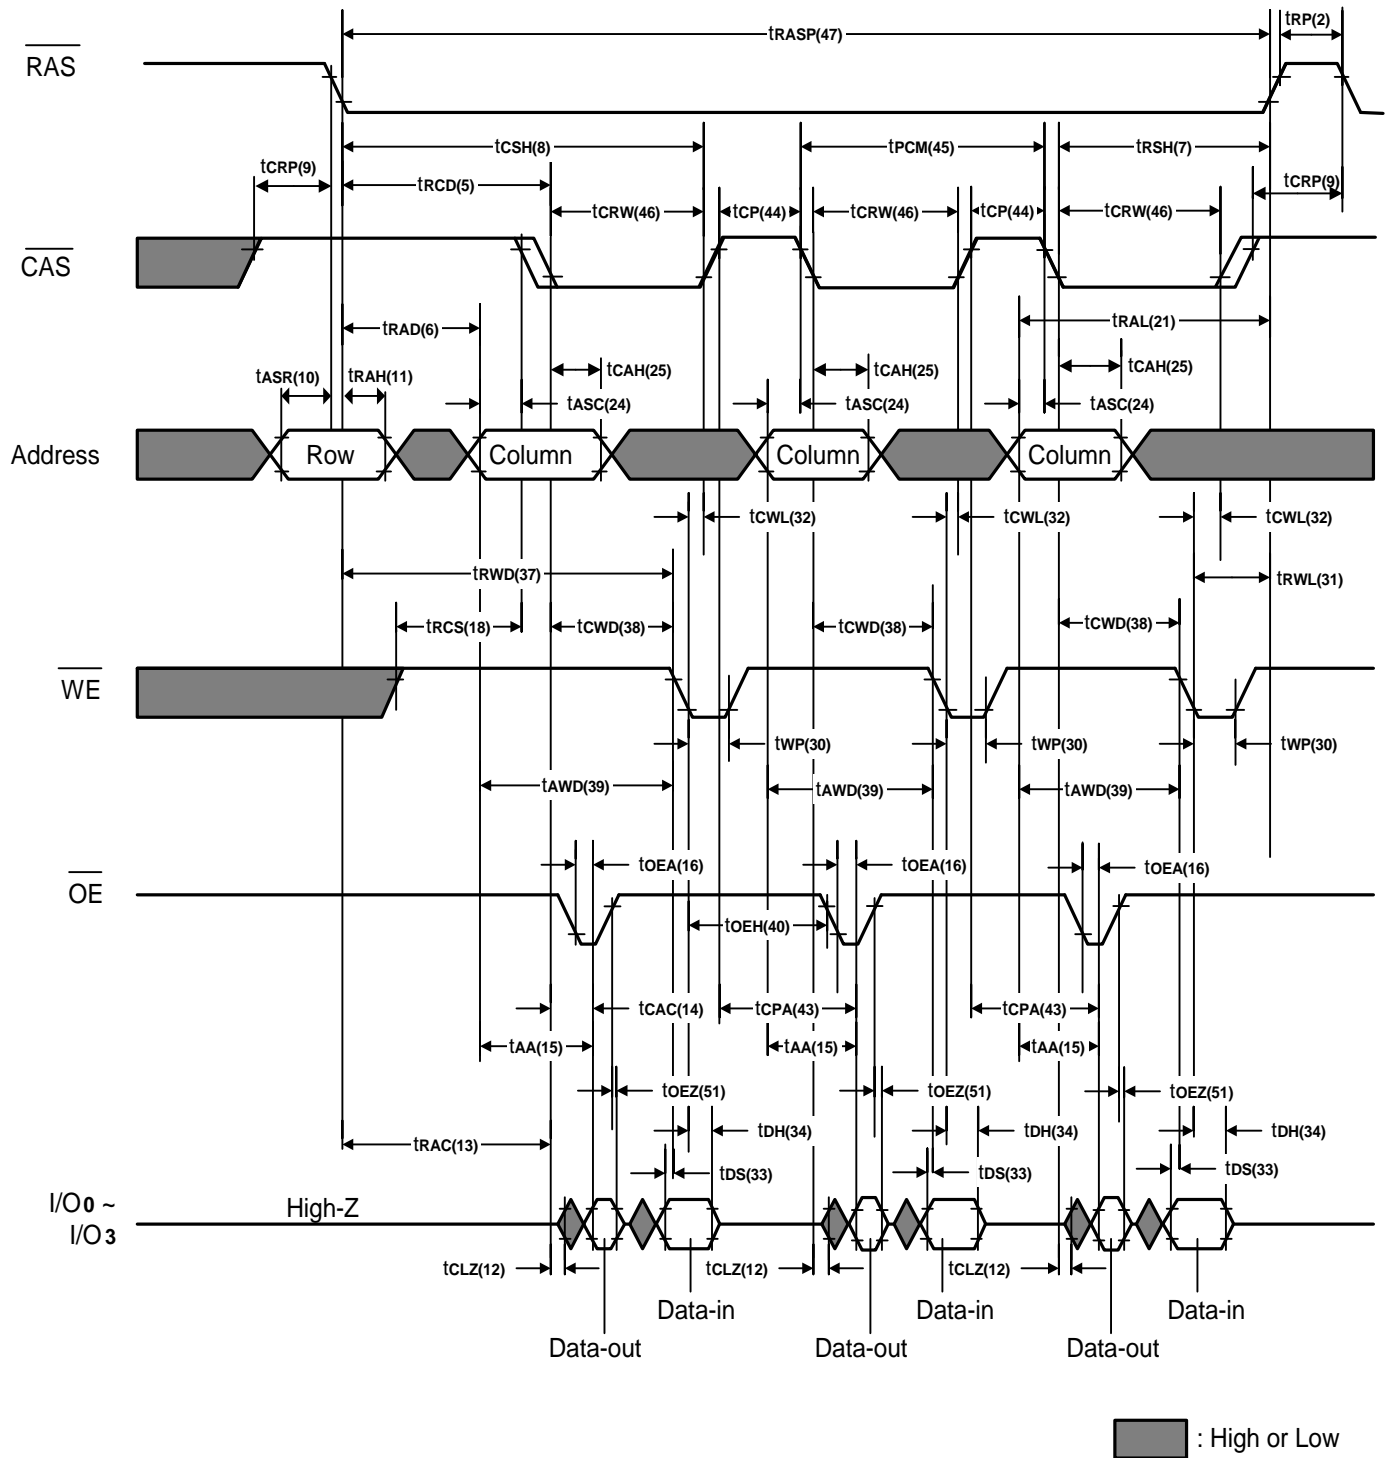 tRP(2)
tRASP(47)
RAS
tCSH(8)
tPCM(45)
tRSH(7)
tCRP(9)
tRCD(5)
tCRP(9)
tCRW(46)
tCP(44)
tCRW(46)
tCP(44)
tCRW(46)
CAS
tRAD(6)
tRAL(21)
tCAH(25)
tCAH(25)
tCAH(25)
tASR(10)
tRAH(11)
tASC(24)
tASC(24)
tASC(24)
Address
Row
Column
Column
Column
tCWL(32)
tCWL(32)
tCWL(32)
tRWD(37)
tRWL(31)
tRCS(18)
tCWD(38)
tCWD(38)
tCWD(38)
WE
tWP(30)
tWP(30)
tWP(30)
tAWD(39)
tAWD(39)
tAWD(39)
tOEA(16)
tOEA(16)
tOEA(16)
OE
tOEH(40)
tCAC(14)
tCPA(43)
tCPA(43)
tAA(15)
tAA(15)
tAA(15)
tOEZ(51)
tOEZ(51)
tOEZ(51)
tRAC(13)
tDH(34)
tDH(34)
tDH(34)
tDS(33)
tDS(33)
tDS(33)
I/O0 ~
I/O3
High-Z
tCLZ(12)
tCLZ(12)
tCLZ(12)
Data-in
Data-in
Data-in
Data-out
Data-out
Data-out
: High or Low